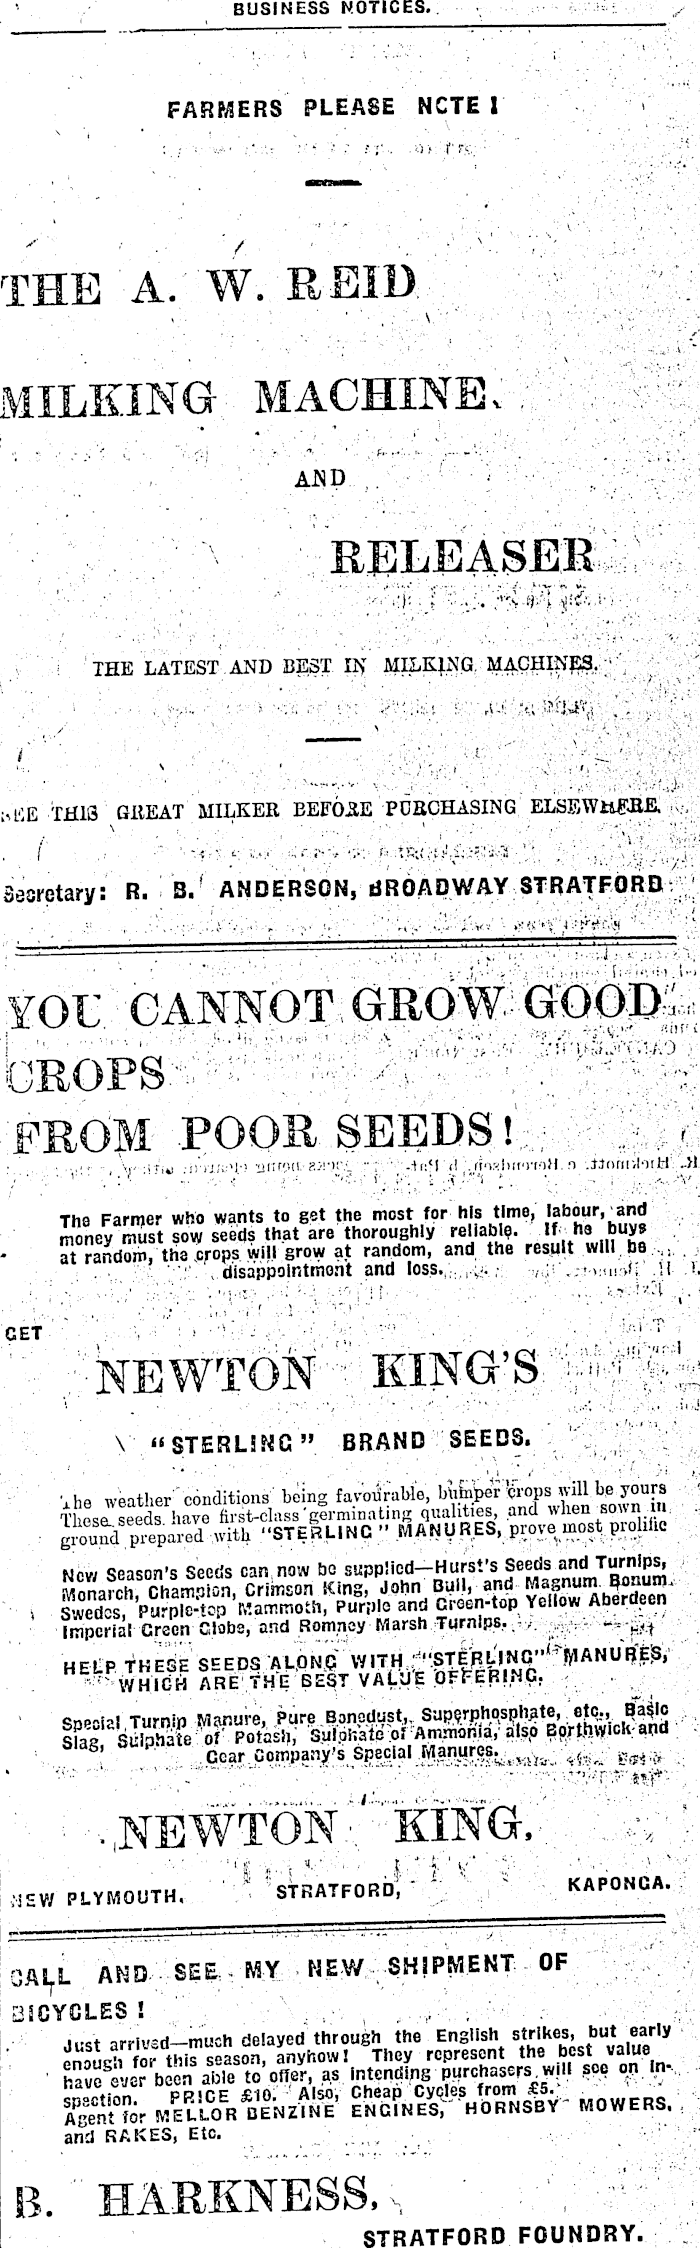 BUSINESS NOTICES.
FARMERS PLEASE NOTE!
THE A. W. REID
MILKING MACHINE,
AND
RELEASER
THE LATEST AND BEST IN MILKING MACHINES.
SEE THIS GREAT MILKER BEFORE PURCHASING ELSEWHERE.
Secretary: R. B. ANDERSON, BROADWAY STRATFORD
YOU CANNOT GROW GOOD
CROPS
FROM POOR SEEDS!
The Farmer who wants to get the most for his time, labour, and
money must sow seeds that are thoroughly reliable. If he buys
at random, the crops will grow at random, and the result will be
disappointment and loss.
GET
NEWTON KING'S
"STERLING" BRAND SEEDS.
The weather conditions being favourable, bumper crops will be yours
These seeds have first-class germinating qualities, and when sown in
ground prepared with "STERLING" MANURES, prove most prolific
New Season's Seeds can now be supplied—Hurst's Seeds and Turnips,
Monarch, Champion, Crimson King, John Bull, and Magnum Bonum
Swedes, Purple-top Mammoth, Purple and Green-top Yellow Aberdeen
Imperial Green Globe, and Romney Marsh Turnips.
HELP THESE SEEDS ALONG WITH "STERLING" MANURES,
WHICH ARE THE BEST VALUE OFFERING.
Special Turnip Manure, Pure Bonedust, Superphosphate, etc., Basic
Slag, Sulphate of Potash, Sulphate of Ammonia, also Borthwick and
Gear Company's Special Manures.
NEWTON KING,
NEW PLYMOUTH, STRATFORD, KAPONGA.
CALL AND SEE MY NEW SHIPMENT OF
BICYCLES!
Just arrived—much delayed through the English strikes, but early
enough for this season, anyhow! They represent the best value
have ever been able to offer, as intending purchasers will see on in-
spection. PRICE £10. Also, Cheap Cycles from £5.
Agent for MELLOR BENZINE ENGINES, HORNSBY MOWERS,
and RAKES, Etc.
B. HARKNESS,
STRATFORD FOUNDRY.